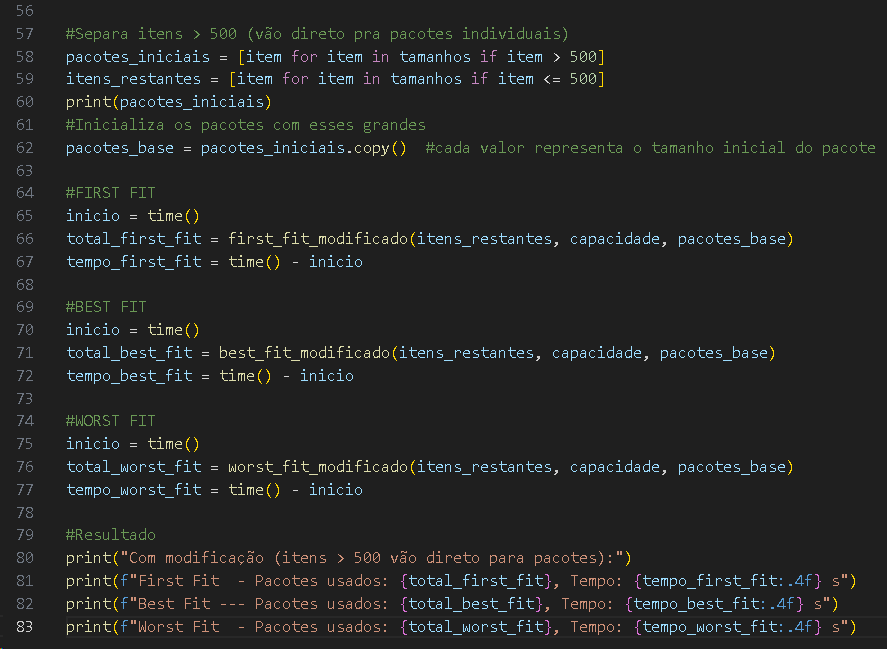 56
57 #Separa itens > 500 (vão direto pra pacotes individuais)
58 pacotes_iniciais = [item for item in tamanhos if item > 500]
59 itens_restantes = [item for item in tamanhos if item <= 500]
60 print(pacotes_iniciais)
61 #Inicializa os pacotes com esses grandes
62 pacotes_base = pacotes_iniciais.copy()  #cada valor representa o tamanho inicial do pacote
63
64 #FIRST FIT
65 inicio = time()
66 total_first_fit = first_fit_modificado(itens_restantes, capacidade, pacotes_base)
67 tempo_first_fit = time() - inicio
68
69 #BEST FIT
70 inicio = time()
71 total_best_fit = best_fit_modificado(itens_restantes, capacidade, pacotes_base)
72 tempo_best_fit = time() - inicio
73
74 #WORST FIT
75 inicio = time()
76 total_worst_fit = worst_fit_modificado(itens_restantes, capacidade, pacotes_base)
77 tempo_worst_fit = time() - inicio
78
79 #Resultado
80 print("Com modificação (itens > 500 vão direto para pacotes):")
81 print(f"First Fit  - Pacotes usados: {total_first_fit}, Tempo: {tempo_first_fit:.4f} s")
82 print(f"Best Fit --- Pacotes usados: {total_best_fit}, Tempo: {tempo_best_fit:.4f} s")
83 print(f"Worst Fit  - Pacotes usados: {total_worst_fit}, Tempo: {tempo_worst_fit:.4f} s")